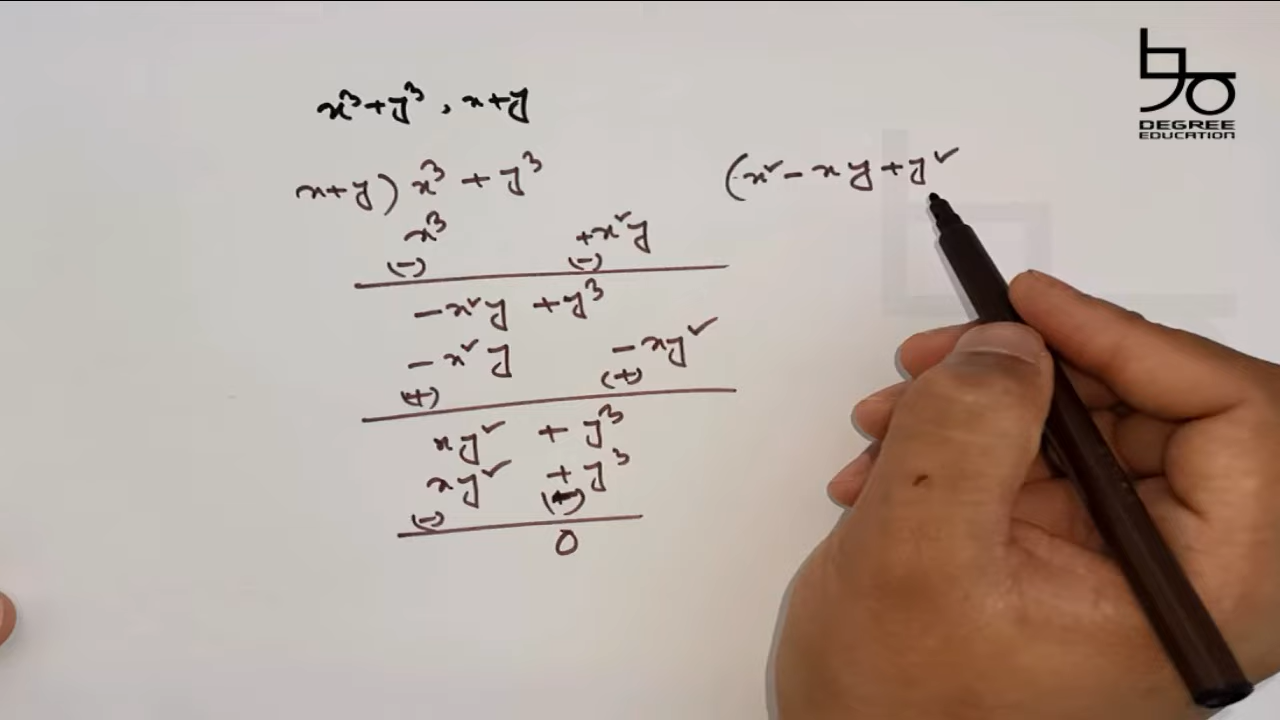 x³+y³, x+y
x+y) x³ + y³ (x² - xy + y²
x³ + x²y
(-) (-)
- x²y + y³
- x²y - xy²
(+) (+)
xy² + y³
xy² + y³
(-) (-)
0
DEGREE
EDUCATION